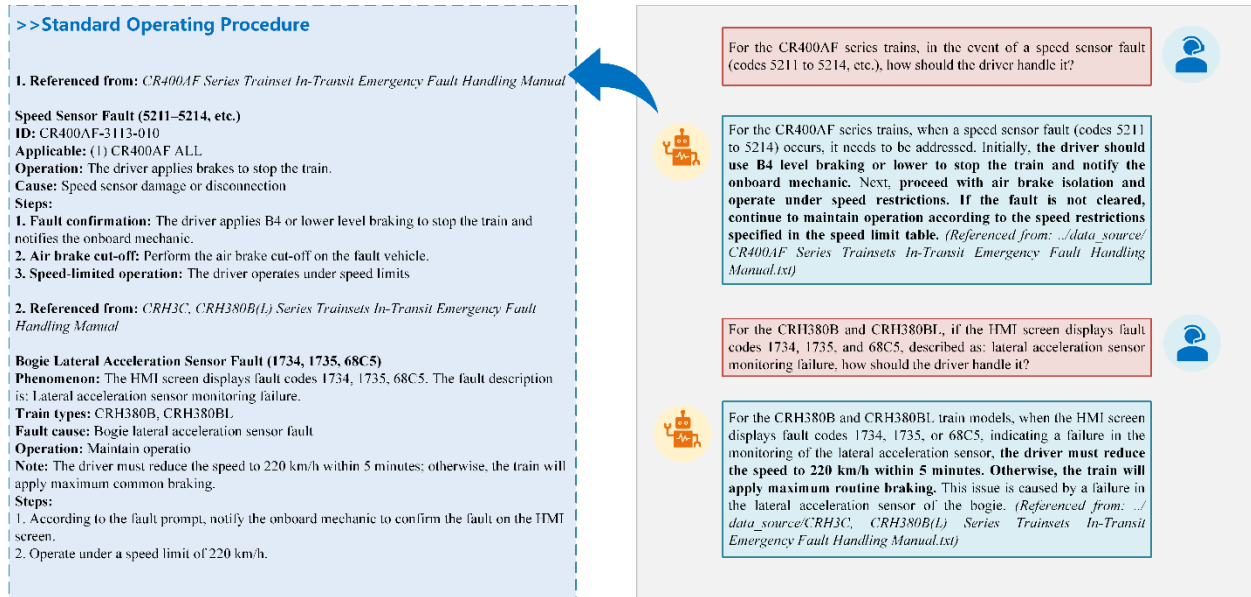 >>Standard Operating Procedure
1. Referenced from: CR400AF Series Trainset In-Transit Emergency Fault Handling Manual
Speed Sensor Fault (5211–5214, etc.)
ID: CR400AF-3113-010
Applicable: (1) CR400AF ALL
Operation: The driver applies brakes to stop the train.
Cause: Speed sensor damage or disconnection
Steps:
1. Fault confirmation: The driver applies B4 or lower level braking to stop the train and
notifies the onboard mechanic.
2. Air brake cut-off: Perform the air brake cut-off on the fault vehicle.
3. Speed-limited operation: The driver operates under speed limits
2. Referenced from: CRH3C, CRH380B(L) Series Trainsets In-Transit Emergency Fault
Handling Manual
Bogie Lateral Acceleration Sensor Fault (1734, 1735, 68C5)
Phenomenon: The HMI screen displays fault codes 1734, 1735, 68C5. The fault description
is: Lateral acceleration sensor monitoring failure.
Train types: CRH380B, CRH380BL
Fault cause: Bogie lateral acceleration sensor fault
Operation: Maintain operatio
Note: The driver must reduce the speed to 220 km/h within 5 minutes; otherwise, the train will
apply maximum common braking.
Steps:
1. According to the fault prompt, notify the onboard mechanic to confirm the fault on the HMI
screen.
2. Operate under a speed limit of 220 km/h.
For the CR400AF series trains, in the event of a speed sensor fault
(codes 5211 to 5214, etc.), how should the driver handle it?
For the CR400AF series trains, when a speed sensor fault (codes 5211
to 5214) occurs, it needs to be addressed. Initially, the driver should
use B4 level braking or lower to stop the train and notify the
onboard mechanic. Next, proceed with air brake isolation and
operate under speed restrictions. If the fault is not cleared,
continue to maintain operation according to the speed restrictions
specified in the speed limit table. (Referenced from: ../data_source/
CR400AF Series Trainsets In-Transit Emergency Fault Handling
Manual.txt)
For the CRH380B and CRH380BL, if the HMI screen displays fault
codes 1734, 1735, and 68C5, described as: lateral acceleration sensor
monitoring failure, how should the driver handle it?
For the CRH380B and CRH380BL train models, when the HMI screen
displays fault codes 1734, 1735, or 68C5, indicating a failure in the
monitoring of the lateral acceleration sensor, the driver must reduce
the speed to 220 km/h within 5 minutes. Otherwise, the train will
apply maximum routine braking. This issue is caused by a failure in
the lateral acceleration sensor of the bogie. (Referenced from: ../
data_source/CRH3C, CRH380B(L) Series Trainsets In-Transit
Emergency Fault Handling Manual.txt)